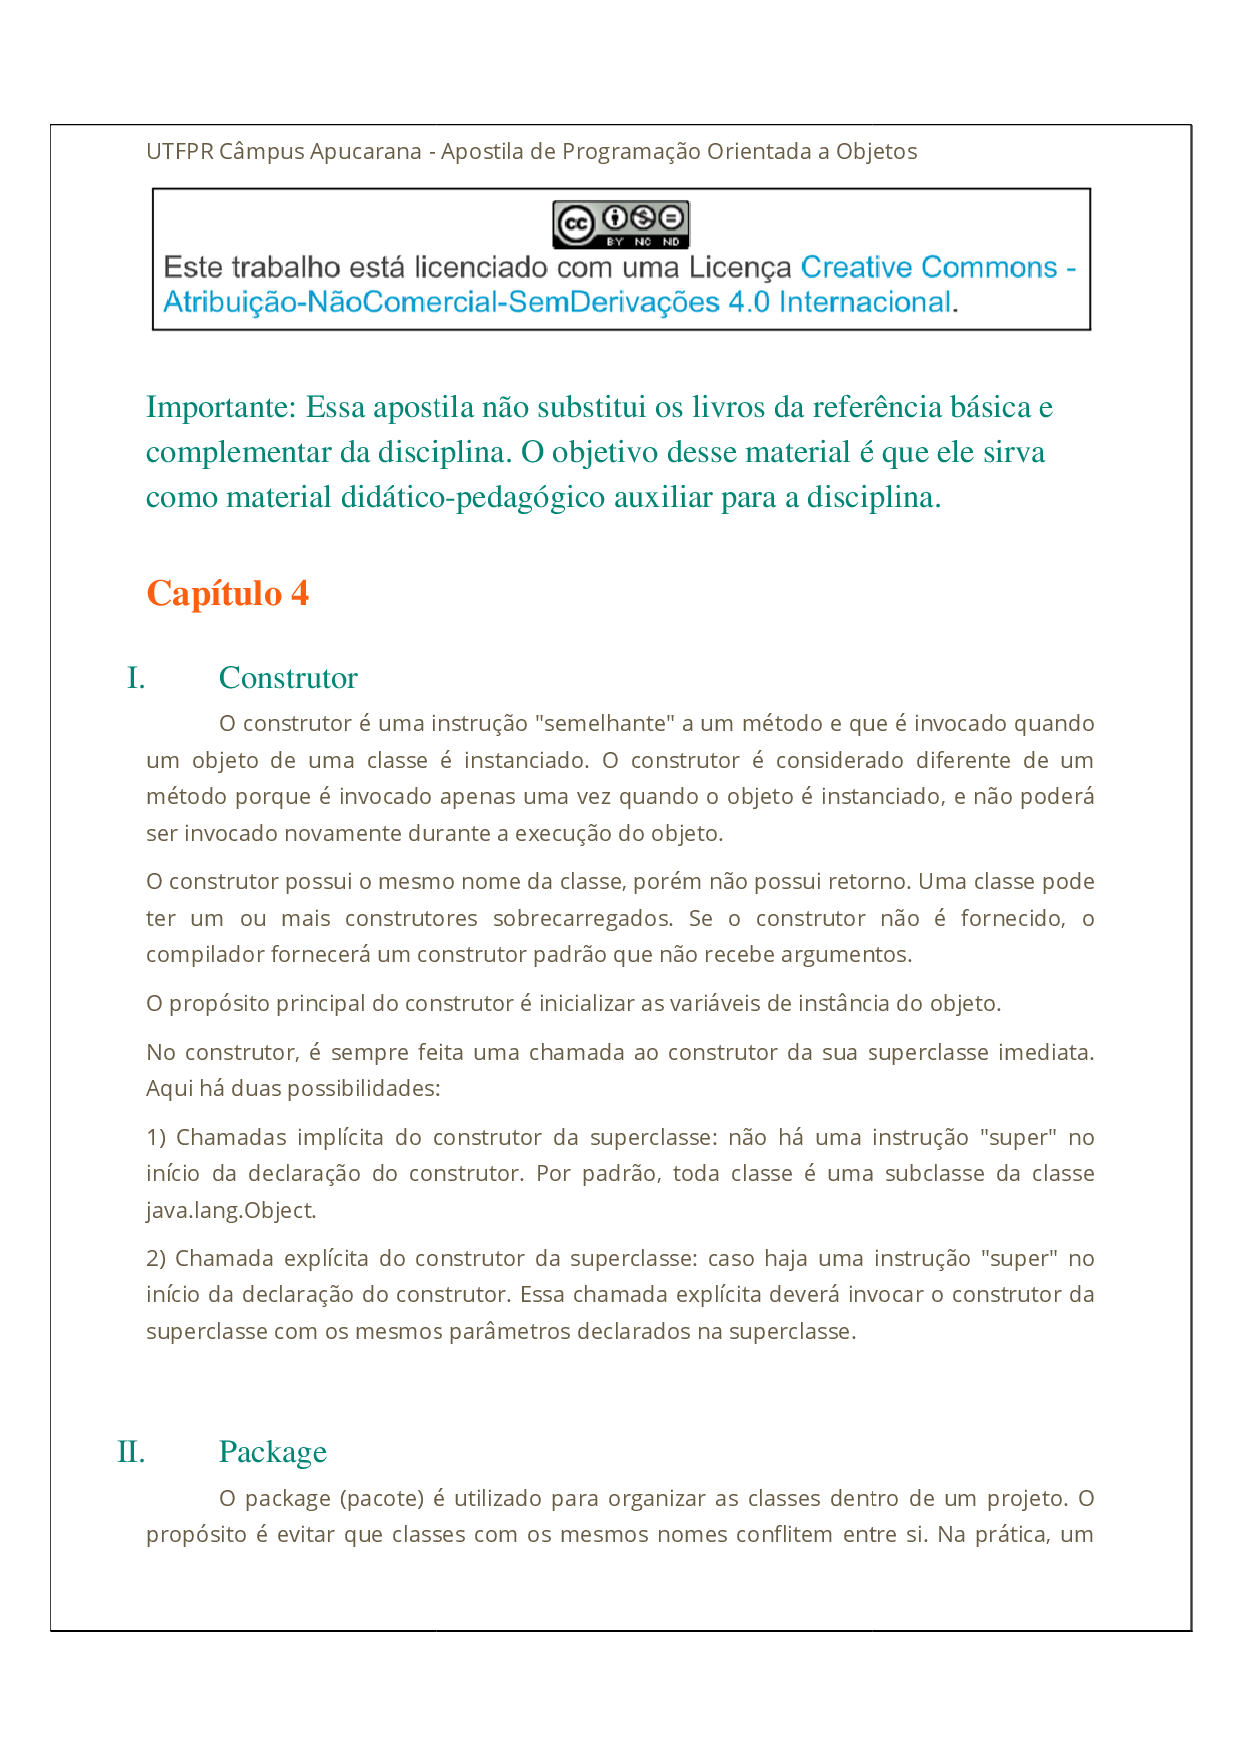 UTFPR Câmpus Apucarana - Apostila de Programação Orientada a Objetos
cc
BY NC ND
Este trabalho está licenciado com uma Licença Creative Commons -
Atribuição-NãoComercial-SemDerivações 4.0 Internacional.
Importante: Essa apostila não substitui os livros da referência básica e
complementar da disciplina. O objetivo desse material é que ele sirva
como material didático-pedagógico auxiliar para a disciplina.
Capítulo 4
I. Construtor
O construtor é uma instrução "semelhante" a um método e que é invocado quando
um objeto de uma classe é instanciado. O construtor é considerado diferente de um
método porque é invocado apenas uma vez quando o objeto é instanciado, e não poderá
ser invocado novamente durante a execução do objeto.
O construtor possui o mesmo nome da classe, porém não possui retorno. Uma classe pode
ter um ou mais construtores sobrecarregados. Se o construtor não é fornecido, o
compilador fornecerá um construtor padrão que não recebe argumentos.
O propósito principal do construtor é inicializar as variáveis de instância do objeto.
No construtor, é sempre feita uma chamada ao construtor da sua superclasse imediata.
Aqui há duas possibilidades:
1) Chamadas implícita do construtor da superclasse: não há uma instrução "super" no
início da declaração do construtor. Por padrão, toda classe é uma subclasse da classe
java.lang.Object.
2) Chamada explícita do construtor da superclasse: caso haja uma instrução "super" no
início da declaração do construtor. Essa chamada explícita deverá invocar o construtor da
superclasse com os mesmos parâmetros declarados na superclasse.
II. Package
O package (pacote) é utilizado para organizar as classes dentro de um projeto. O
propósito é evitar que classes com os mesmos nomes conflitem entre si. Na prática, um